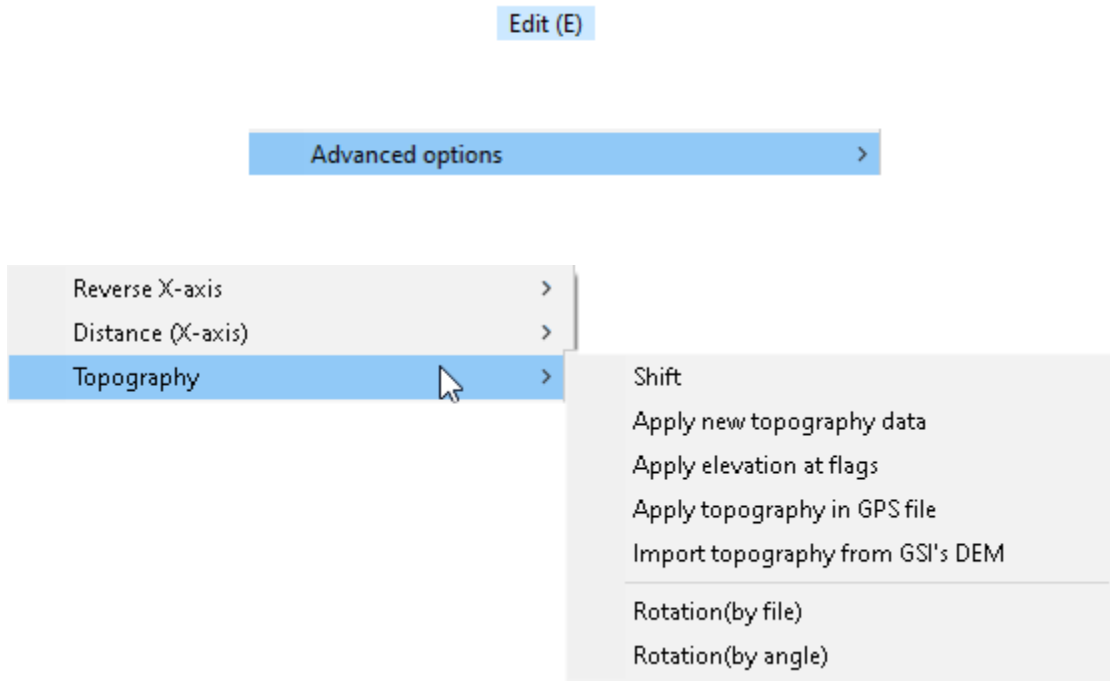 Edit (E)
Advanced options
Reverse X-axis
Distance (X-axis)
Topography
Shift
Apply new topography data
Apply elevation at flags
Apply topography in GPS file
Import topography from GSI's DEM
Rotation(by file)
Rotation(by angle)